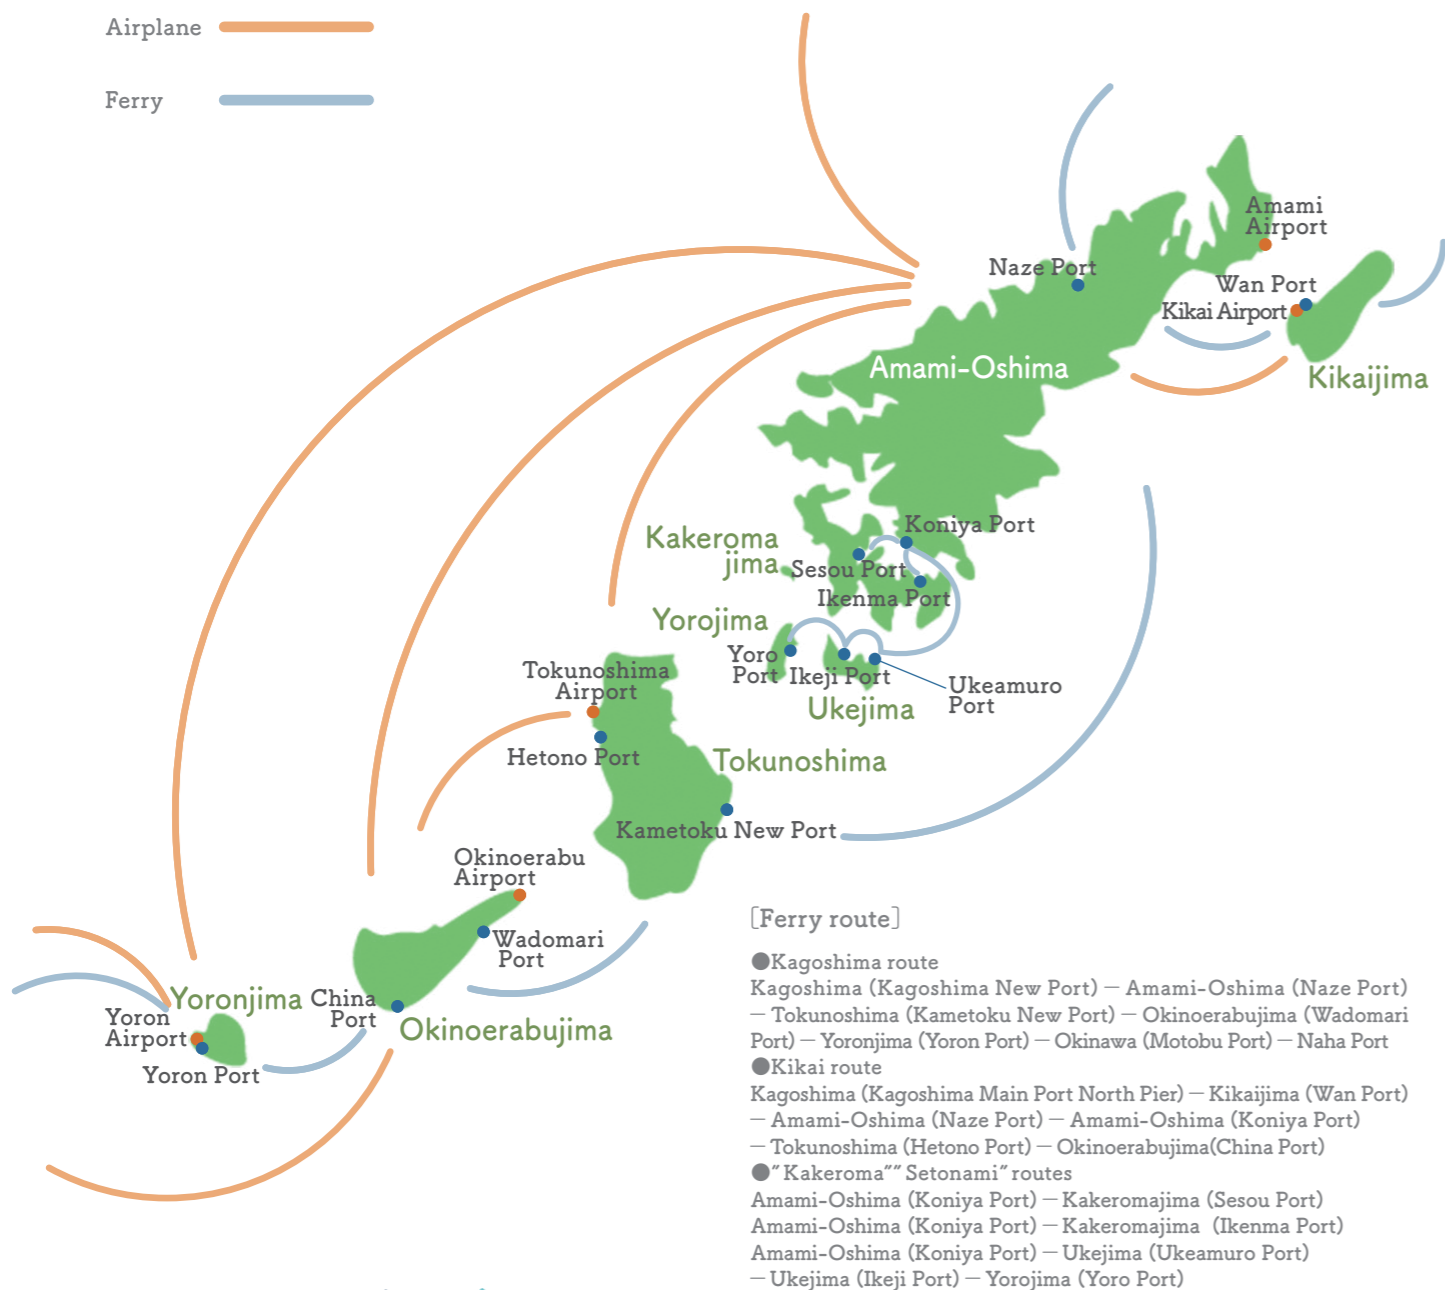 Airplane
Ferry
Amami
Airport
Naze Port
Wan Port
Kikai Airport
Amami-Oshima
Kikaijima
Koniya Port
Kakeroma
jima
Sesou Port
Ikenma Port
Yorojima
Yoro
Port
Ikeji Port
Ukeamuro
Port
Ukejima
Tokunoshima
Airport
Hetono Port
Tokunoshima
Kametoku New Port
Okinoerabu
Airport
Wadomari
Port
China
Port
Okinoerabujima
Yoronjima
Yoron
Airport
Yoron Port
[Ferry route]
●Kagoshima route
Kagoshima (Kagoshima New Port) — Amami-Oshima (Naze Port)
— Tokunoshima (Kametoku New Port) — Okinoerabujima (Wadomari
Port) — Yoronjima (Yoron Port) — Okinawa (Motobu Port) — Naha Port
●Kikai route
Kagoshima (Kagoshima Main Port North Pier) — Kikaijima (Wan Port)
— Amami-Oshima (Naze Port) — Amami-Oshima (Koniya Port)
— Tokunoshima (Hetono Port) — Okinoerabujima(China Port)
●"Kakeroma""Setonami" routes
Amami-Oshima (Koniya Port) — Kakeromajima (Sesou Port)
Amami-Oshima (Koniya Port) — Kakeromajima (Ikenma Port)
Amami-Oshima (Koniya Port) — Ukejima (Ukeamuro Port)
— Ukejima (Ikeji Port) — Yorojima (Yoro Port)